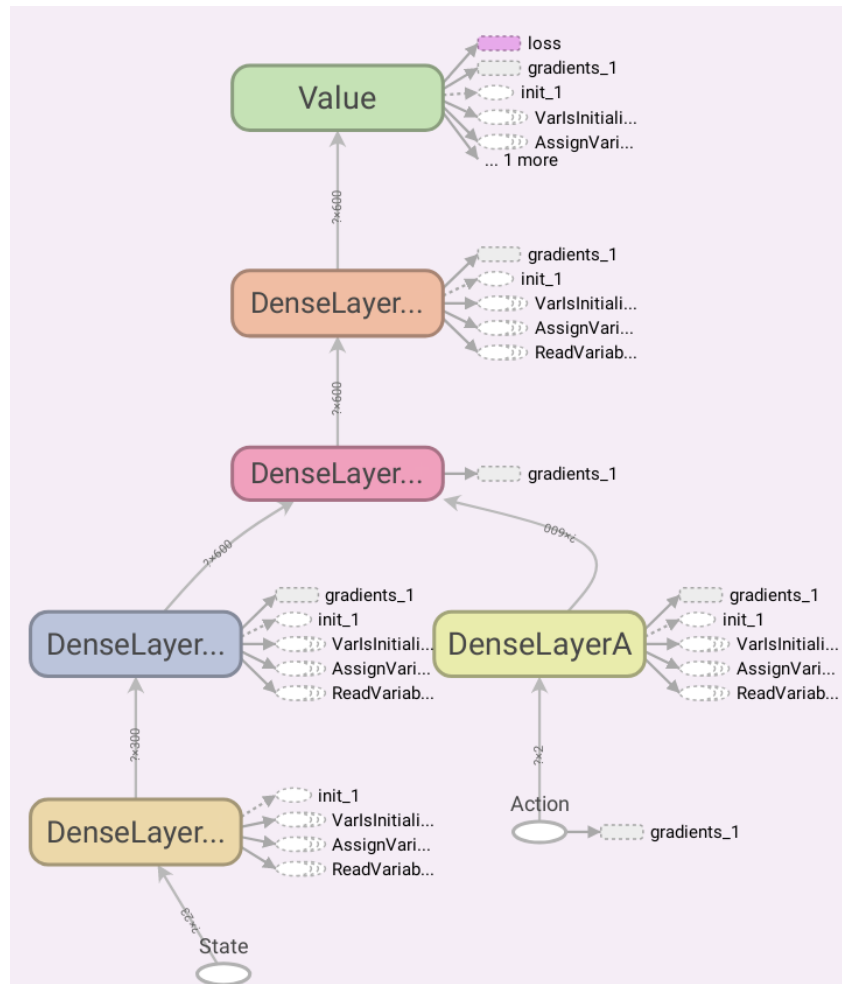 loss
gradients_1
Value
init_1
VarIsInitiali...
AssignVari...
... 1 more
?×600
gradients_1
init_1
DenseLayer...
VarIsInitiali...
AssignVari...
ReadVariab...
?×600
DenseLayer...
gradients_1
?×600
?×600
gradients_1
init_1
DenseLayer...
VarIsInitiali...
AssignVari...
ReadVariab...
gradients_1
init_1
DenseLayerA
VarIsInitiali...
AssignVari...
ReadVariab...
?×300
?×2
init_1
DenseLayer...
VarIsInitiali...
AssignVari...
ReadVariab...
Action
gradients_1
?×23
State